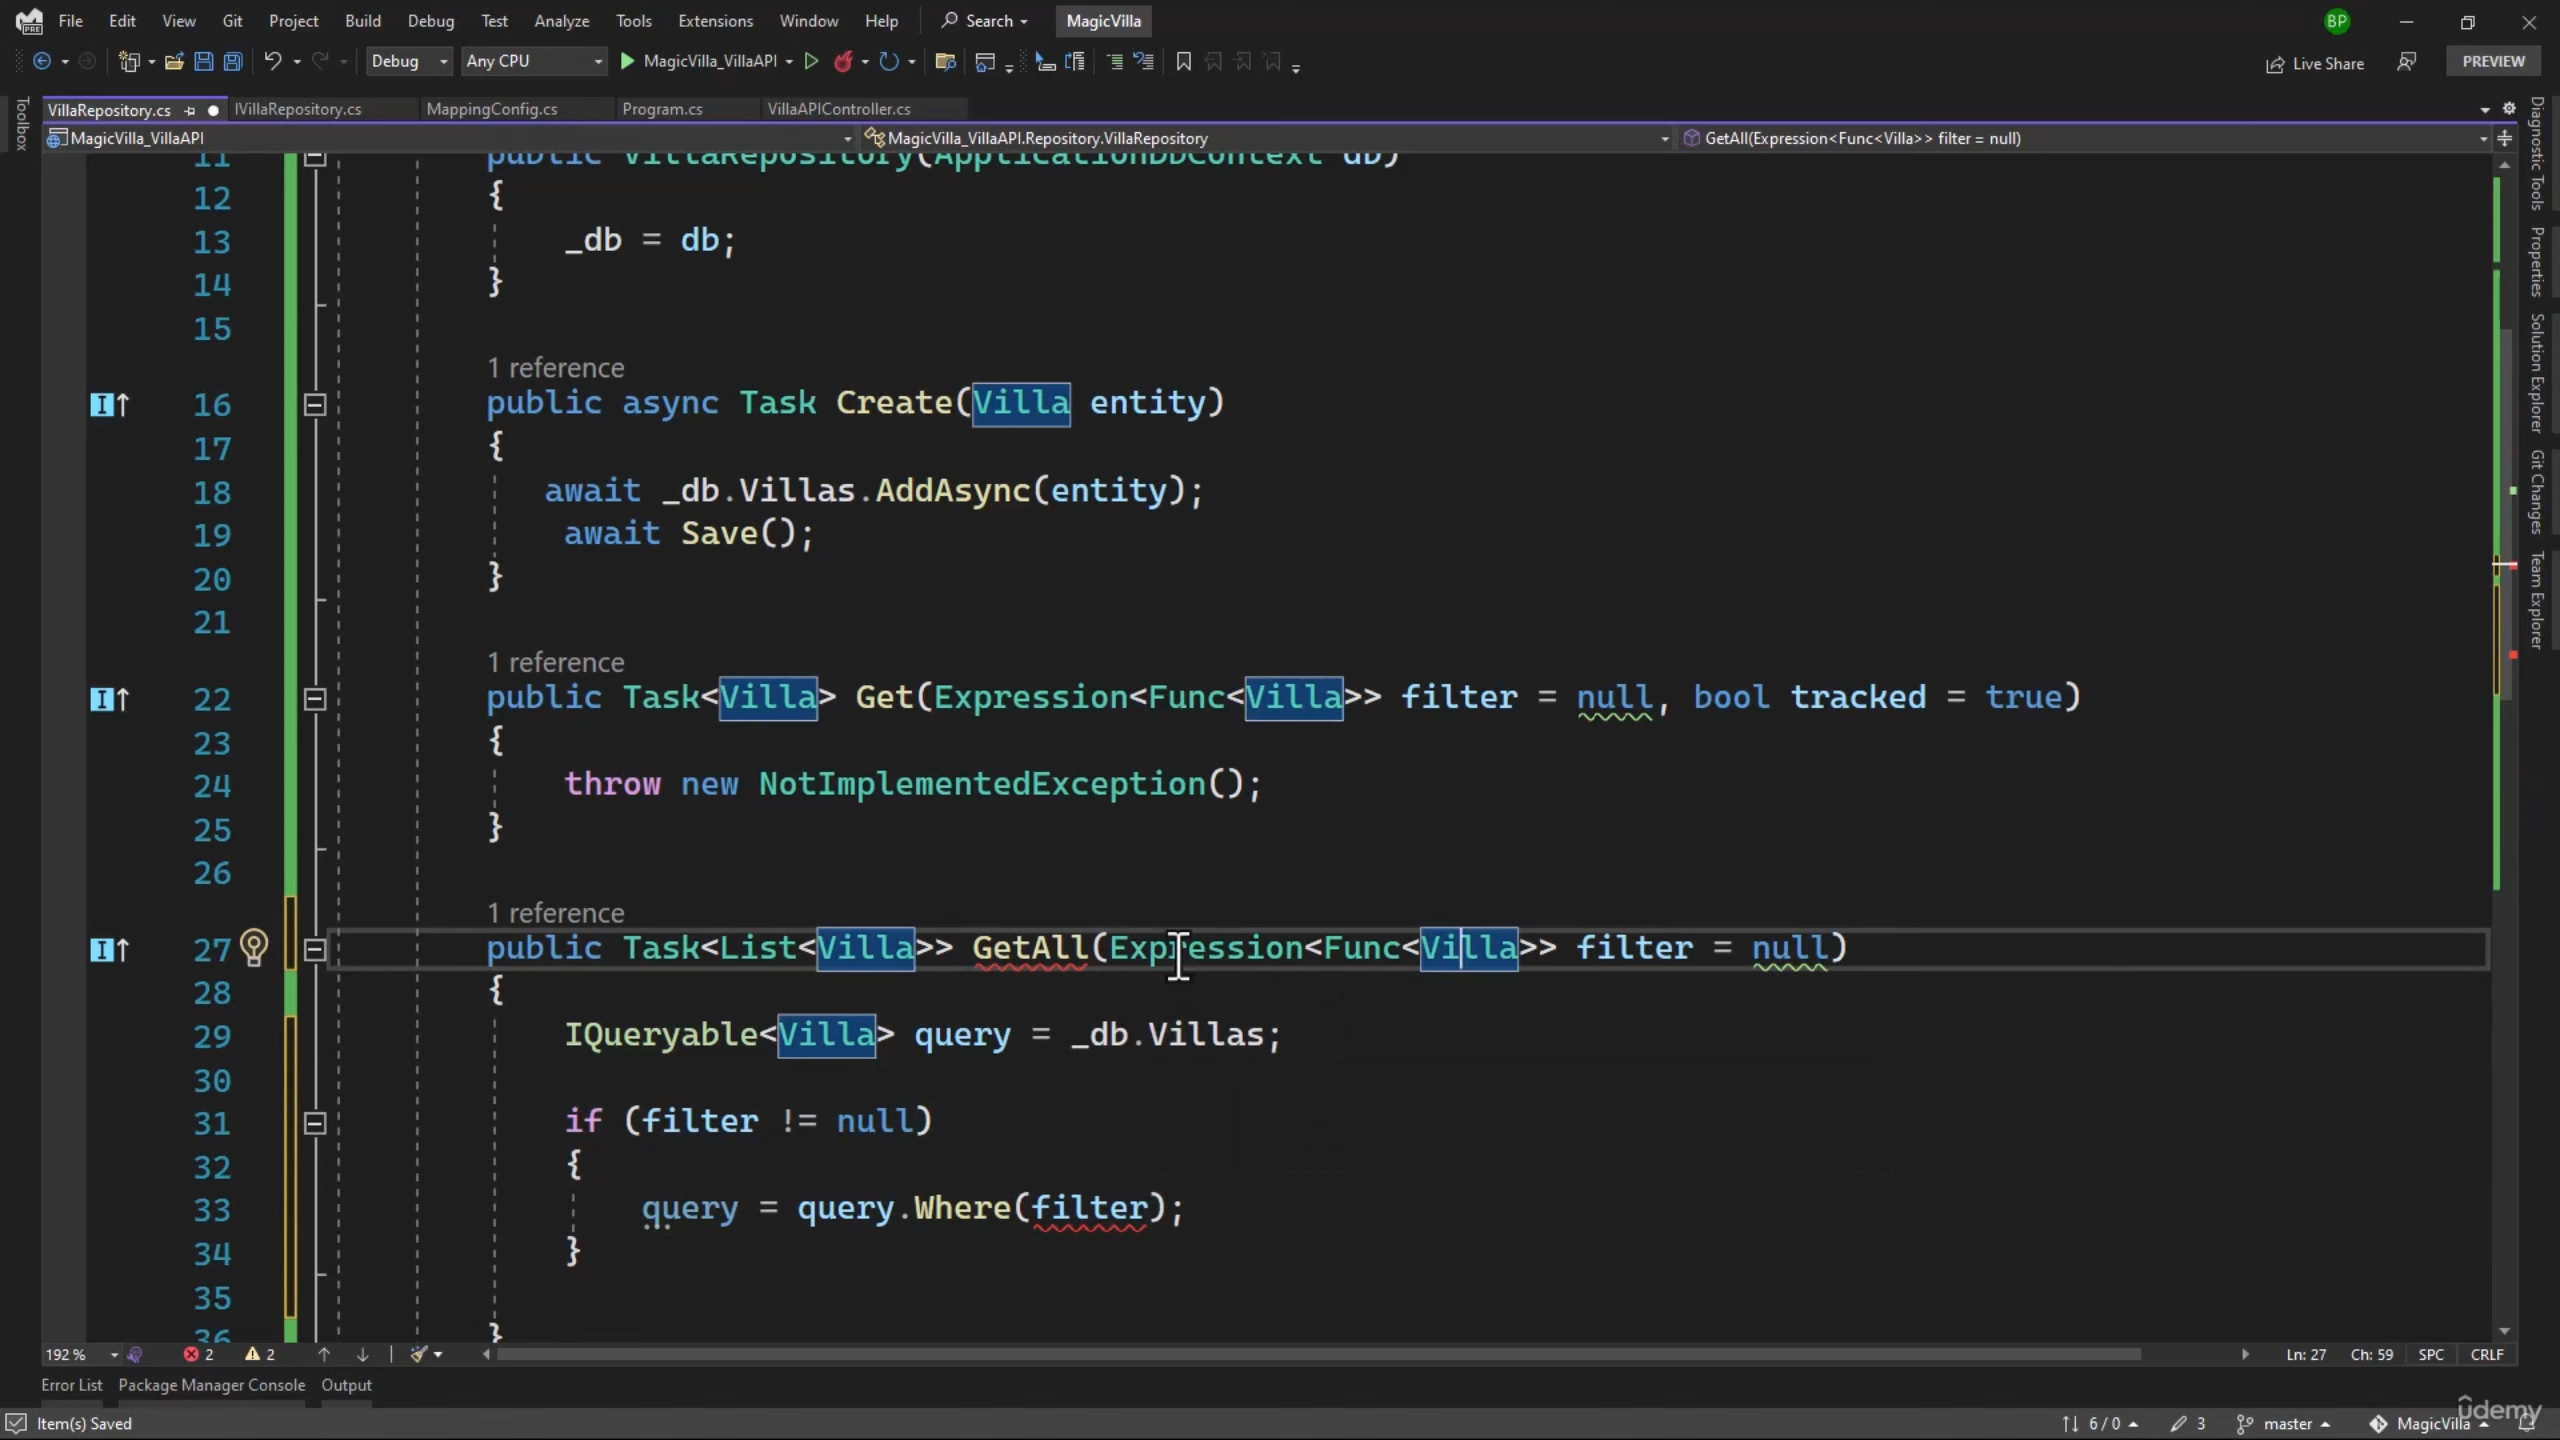 File Edit View Git Project Build Debug Test Analyze Tools Extensions Window Help Search MagicVilla BP
Debug Any CPU MagicVilla_VillaAPI Live Share PREVIEW
VillaRepository.cs IVillaRepository.cs MappingConfig.cs Program.cs VillaAPIController.cs
MagicVilla_VillaAPI MagicVilla_VillaAPI.Repository.VillaRepository GetAll(Expression<Func<Villa>> filter = null)
Toolbox
11 public VillaRepository(ApplicationDbContext db)
12 {
13 _db = db;
14 }
15
1 reference
16 public async Task Create(Villa entity)
17 {
18 await _db.Villas.AddAsync(entity);
19 await Save();
20 }
21
1 reference
22 public Task<Villa> Get(Expression<Func<Villa>> filter = null, bool tracked = true)
23 {
24 throw new NotImplementedException();
25 }
26
1 reference
27 public Task<List<Villa>> GetAll(Expression<Func<Villa>> filter = null)
28 {
29 IQueryable<Villa> query = _db.Villas;
30
31 if (filter != null)
32 {
33 query = query.Where(filter);
34 }
35
36 }
Diagnostic Tools
Properties
Solution Explorer
Git Changes
Team Explorer
192 % 2 2 Ln: 27 Ch: 59 SPC CRLF
Error List Package Manager Console Output
Item(s) Saved 6 / 0 3 master MagicVilla
udemy